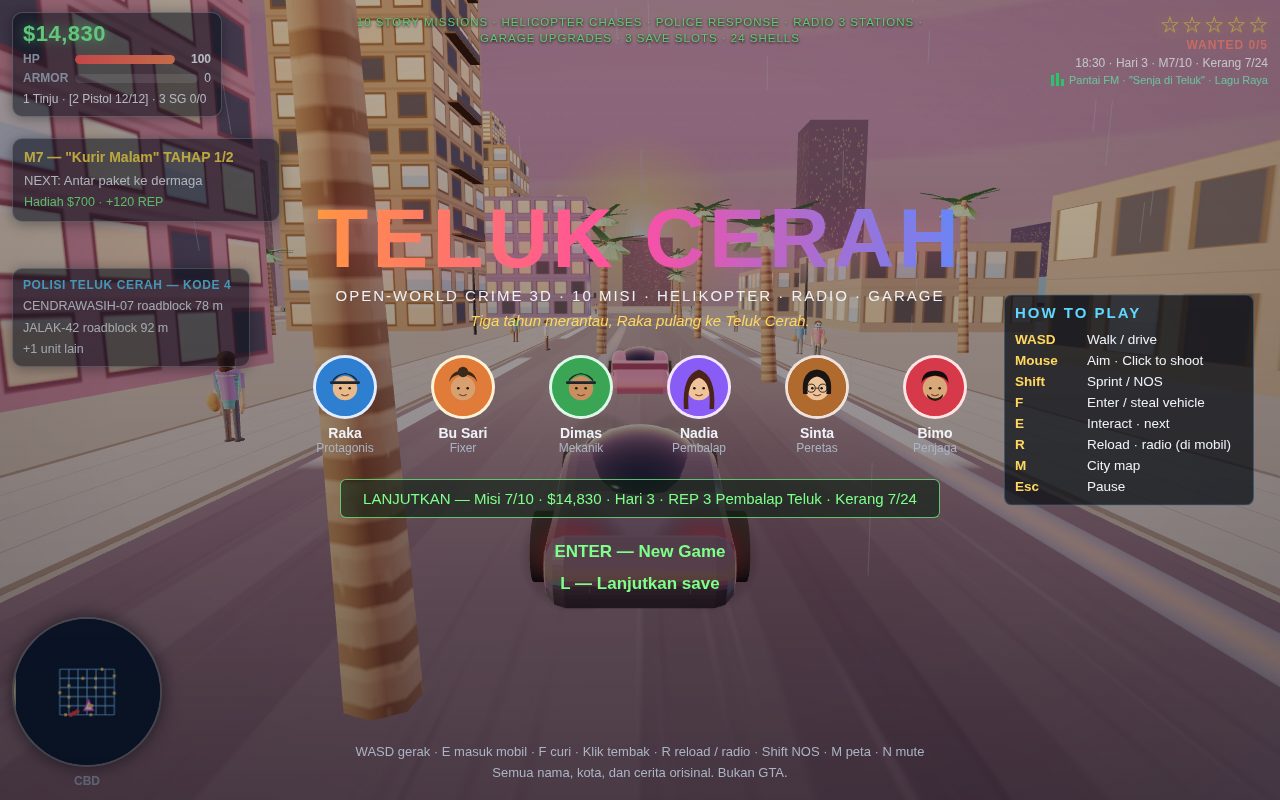 $14,830
HP 100
ARMOR 0
1 Tinju · [2 Pistol 12/12] · 3 SG 0/0
10 STORY MISSIONS · HELICOPTER CHASES · POLICE RESPONSE · RADIO 3 STATIONS ·
GARAGE UPGRADES · 3 SAVE SLOTS · 24 SHELLS
☆☆☆☆☆
WANTED 0/5
18:30 · Hari 3 · M7/10 · Kerang 7/24
Pantai FM · "Senja di Teluk" · Lagu Raya
M7 — "Kurir Malam" TAHAP 1/2
NEXT: Antar paket ke dermaga
Hadiah $700 · +120 REP
POLISI TELUK CERAH — KODE 4
CENDRAWASIH-07 roadblock 78 m
JALAK-42 roadblock 92 m
+1 unit lain
TELUK CERAH
OPEN-WORLD CRIME 3D · 10 MISI · HELIKOPTER · RADIO · GARAGE
Tiga tahun merantau, Raka pulang ke Teluk Cerah.
Raka Bu Sari Dimas Nadia Sinta Bimo
Protagonis Fixer Mekanik Pembalap Peretas Penjaga
LANJUTKAN — Misi 7/10 · $14,830 · Hari 3 · REP 3 Pembalap Teluk · Kerang 7/24
ENTER — New Game
L — Lanjutkan save
HOW TO PLAY
WASD Walk / drive
Mouse Aim · Click to shoot
Shift Sprint / NOS
F Enter / steal vehicle
E Interact · next
R Reload · radio (di mobil)
M City map
Esc Pause
CBD
WASD gerak · E masuk mobil · F curi · Klik tembak · R reload / radio · Shift NOS · M peta · N mute
Semua nama, kota, dan cerita orisinal. Bukan GTA.